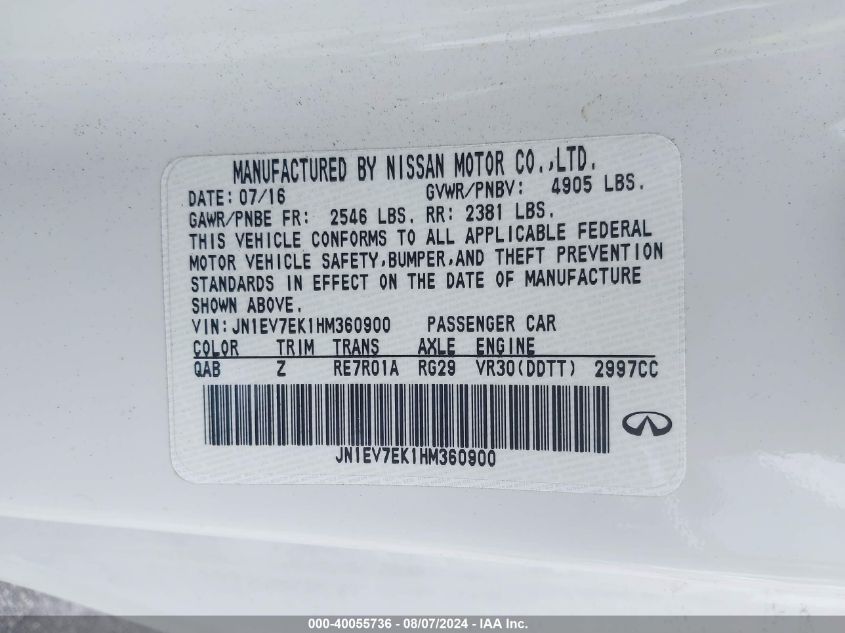 MANUFACTURED BY NISSAN MOTOR CO.,LTD.
DATE: 07/16 GVWR/PNBV: 4905 LBS.
GAWR/PNBE FR: 2546 LBS. RR: 2381 LBS.
THIS VEHICLE CONFORMS TO ALL APPLICABLE FEDERAL
MOTOR VEHICLE SAFETY,BUMPER,AND THEFT PREVENTION
STANDARDS IN EFFECT ON THE DATE OF MANUFACTURE
SHOWN ABOVE.
VIN:JN1EV7EK1HM360900 PASSENGER CAR
COLOR TRIM TRANS AXLE ENGINE
QAB Z RE7R01A RG29 VR30(DDTT) 2997CC
JN1EV7EK1HM360900
000-40055736 - 08/07/2024 - IAA Inc.